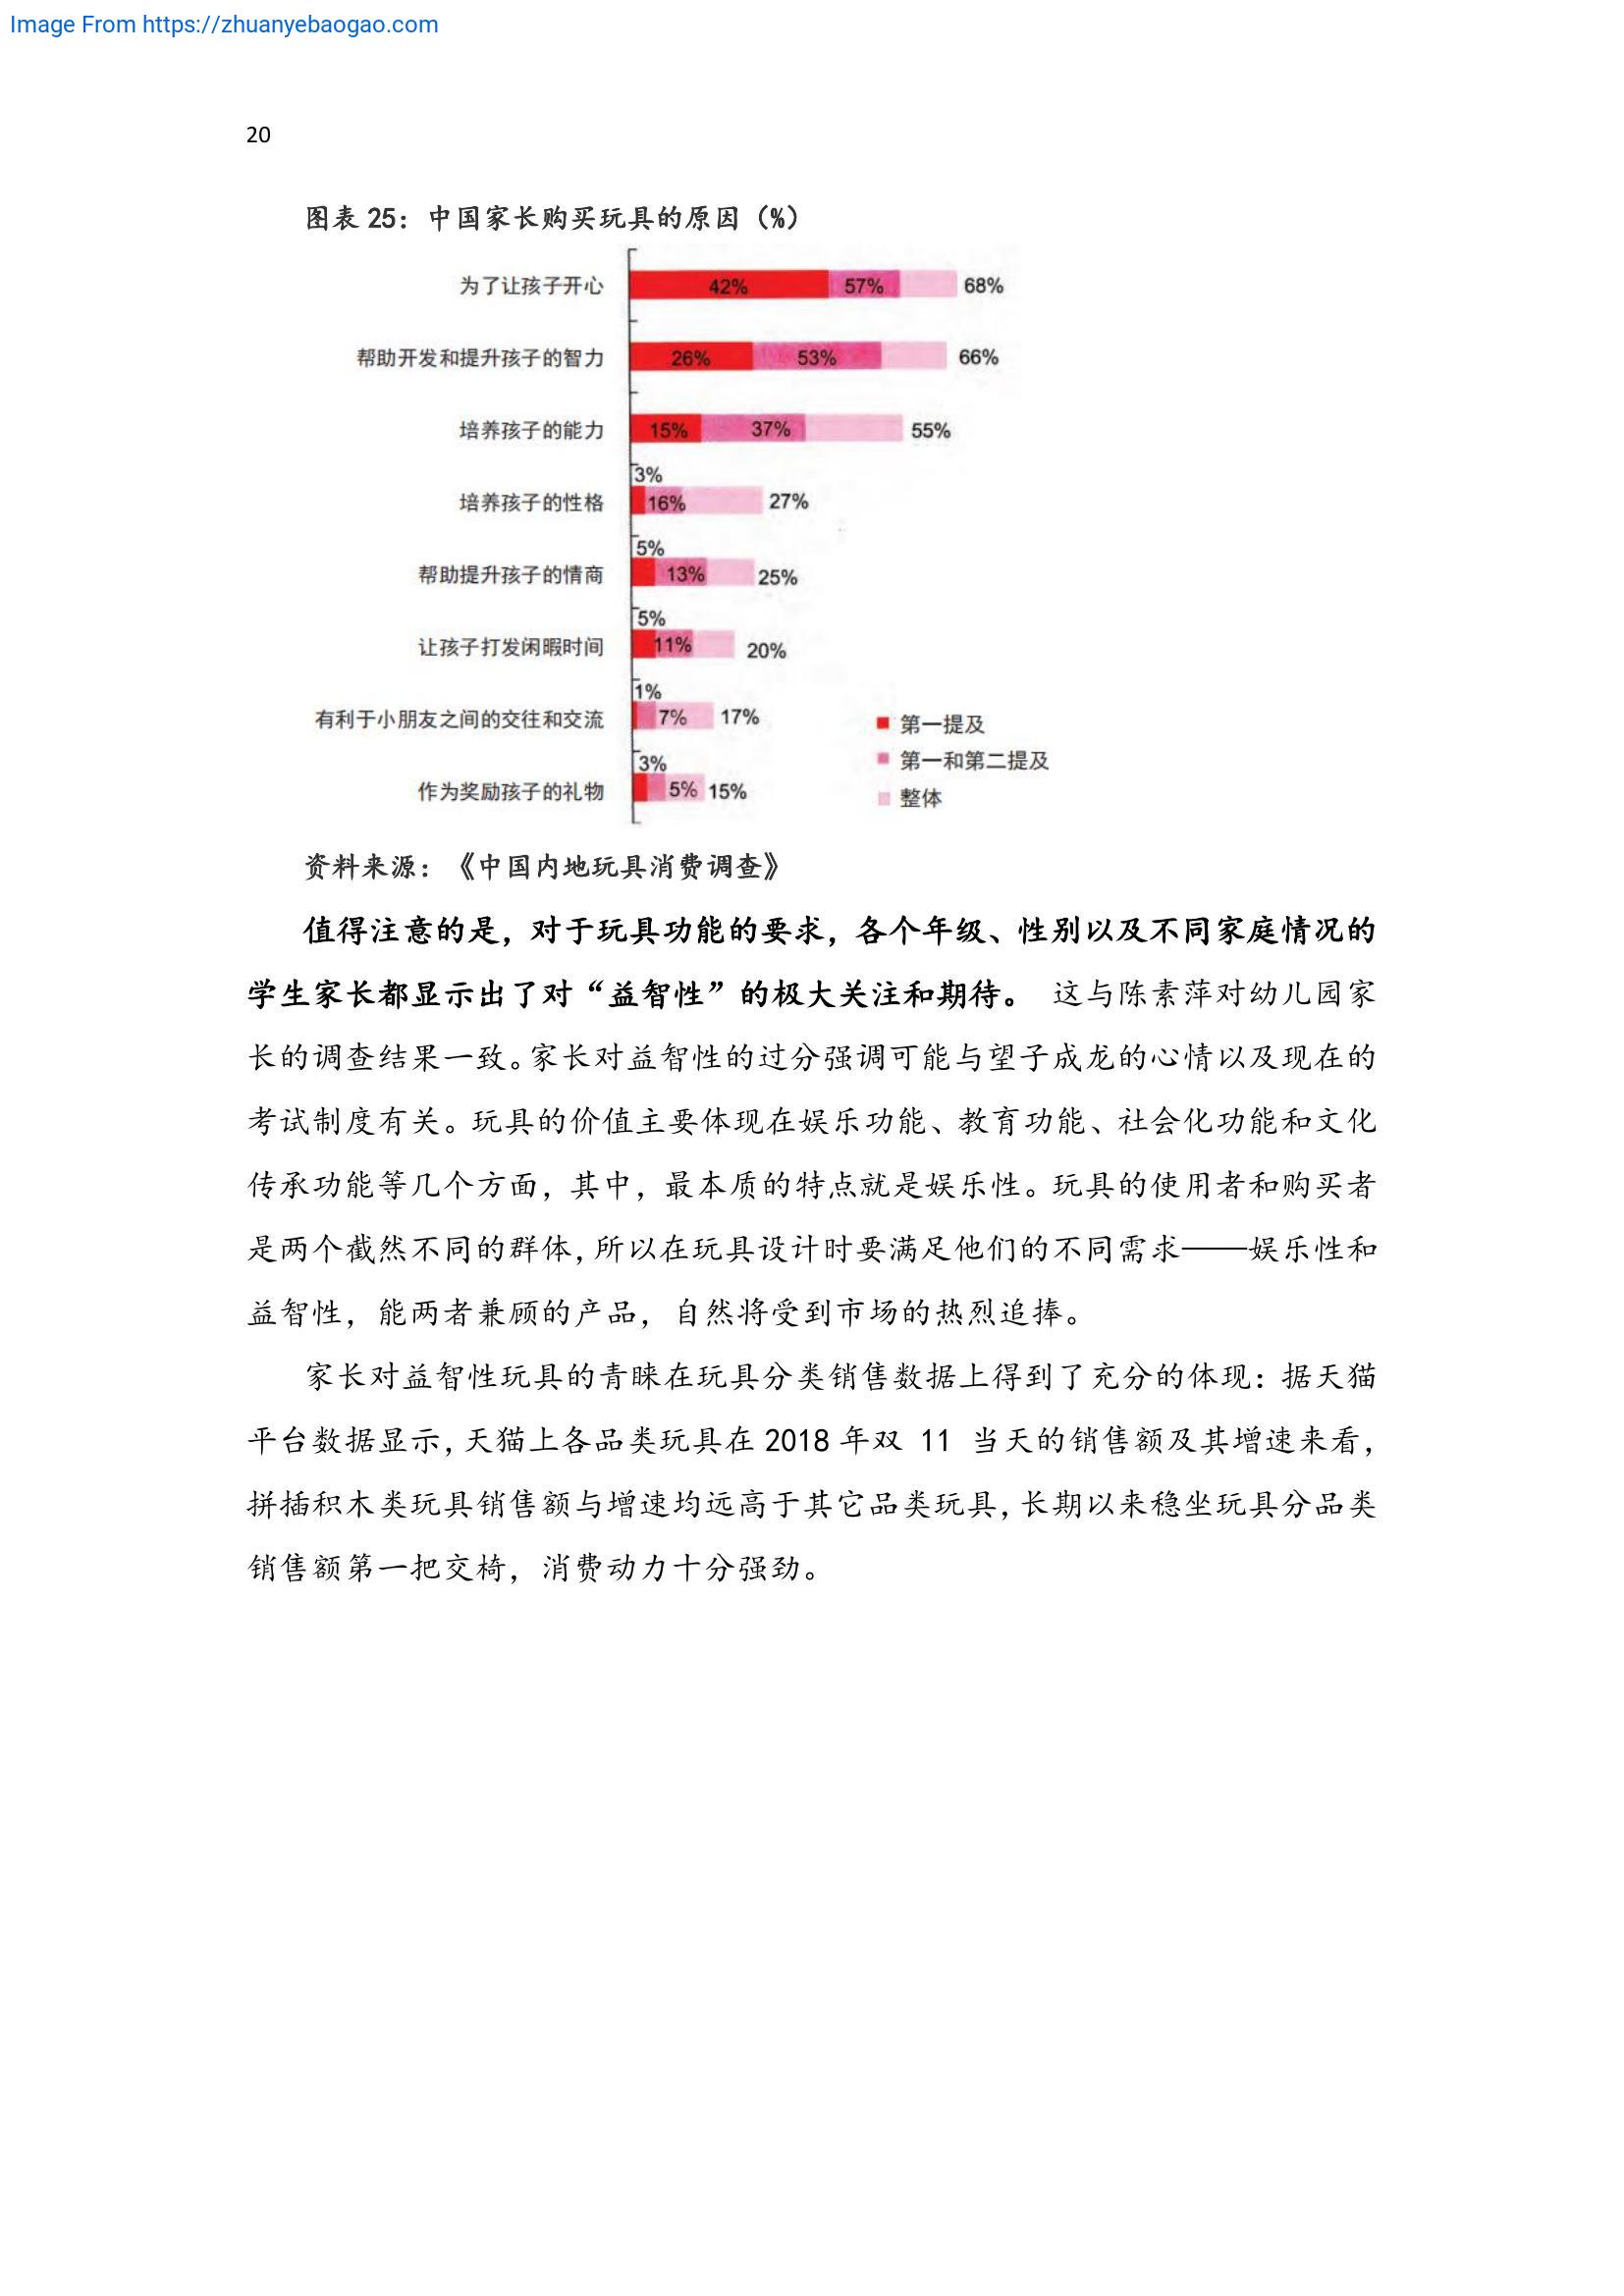 Image From https://zhuanyebaogao.com
20
图表 25：中国家长购买玩具的原因（%）
为了让孩子开心 42% 57% 68%
帮助开发和提升孩子的智力 26% 53% 66%
培养孩子的能力 15% 37% 55%
3%
培养孩子的性格 16% 27%
5%
帮助提升孩子的情商 13% 25%
5%
让孩子打发闲暇时间 11% 20%
1%
有利于小朋友之间的交往和交流 7% 17%
3%
作为奖励孩子的礼物 5% 15%
第一提及
第一和第二提及
整体
资料来源：《中国内地玩具消费调查》
值得注意的是，对于玩具功能的要求，各个年级、性别以及不同家庭情况的
学生家长都显示出了对“益智性”的极大关注和期待。 这与陈素萍对幼儿园家
长的调查结果一致。家长对益智性的过分强调可能与望子成龙的心情以及现在的
考试制度有关。玩具的价值主要体现在娱乐功能、教育功能、社会化功能和文化
传承功能等几个方面，其中，最本质的特点就是娱乐性。玩具的使用者和购买者
是两个截然不同的群体，所以在玩具设计时要满足他们的不同需求——娱乐性和
益智性，能两者兼顾的产品，自然将受到市场的热烈追捧。
家长对益智性玩具的青睐在玩具分类销售数据上得到了充分的体现：据天猫
平台数据显示，天猫上各品类玩具在 2018 年双 11 当天的销售额及其增速来看，
拼插积木类玩具销售额与增速均远高于其它品类玩具，长期以来稳坐玩具分品类
销售额第一把交椅，消费动力十分强劲。